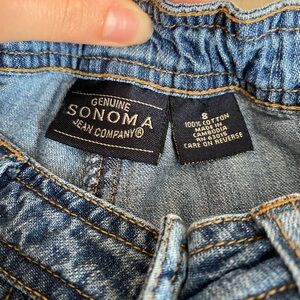 GENUINE
SONOMA
JEAN COMPANY®
8
100% COTTON
MADE IN
CAMBODIA
CARE ON REVERSE